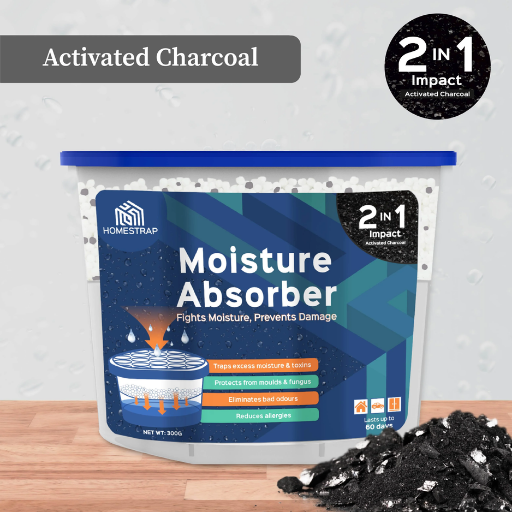 Activated Charcoal
2 IN 1
Impact
Activated Charcoal
HOMESTRAP
2 IN 1
Impact
Activated Charcoal
Moisture
Absorber
Fights Moisture, Prevents Damage
Traps excess moisture & toxins
Protects from moulds & fungus
Eliminates bad odours
Reduces allergies
NET WT: 300G
Lasts up to
60 days